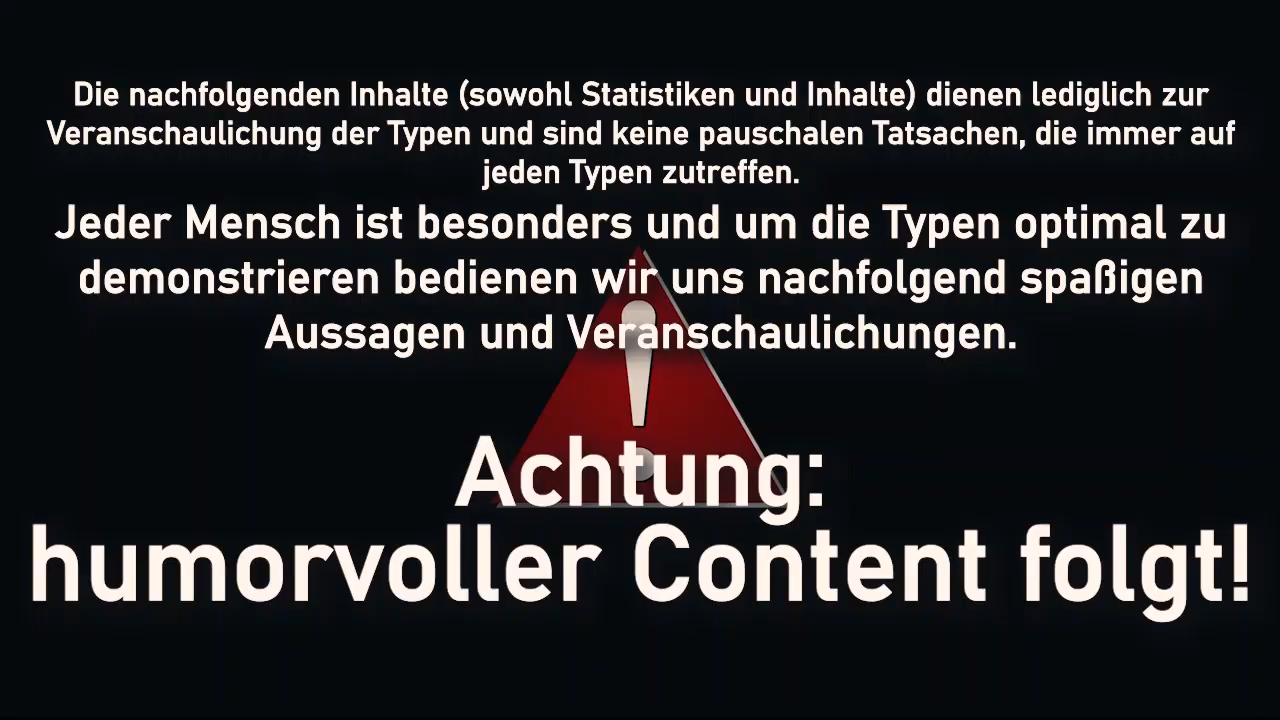 Die nachfolgenden Inhalte (sowohl Statistiken und Inhalte) dienen lediglich zur
Veranschaulichung der Typen und sind keine pauschalen Tatsachen, die immer auf
jeden Typen zutreffen.
Jeder Mensch ist besonders und um die Typen optimal zu
demonstrieren bedienen wir uns nachfolgend spaßigen
Aussagen und Veranschaulichungen.
Achtung:
humorvoller Content folgt!